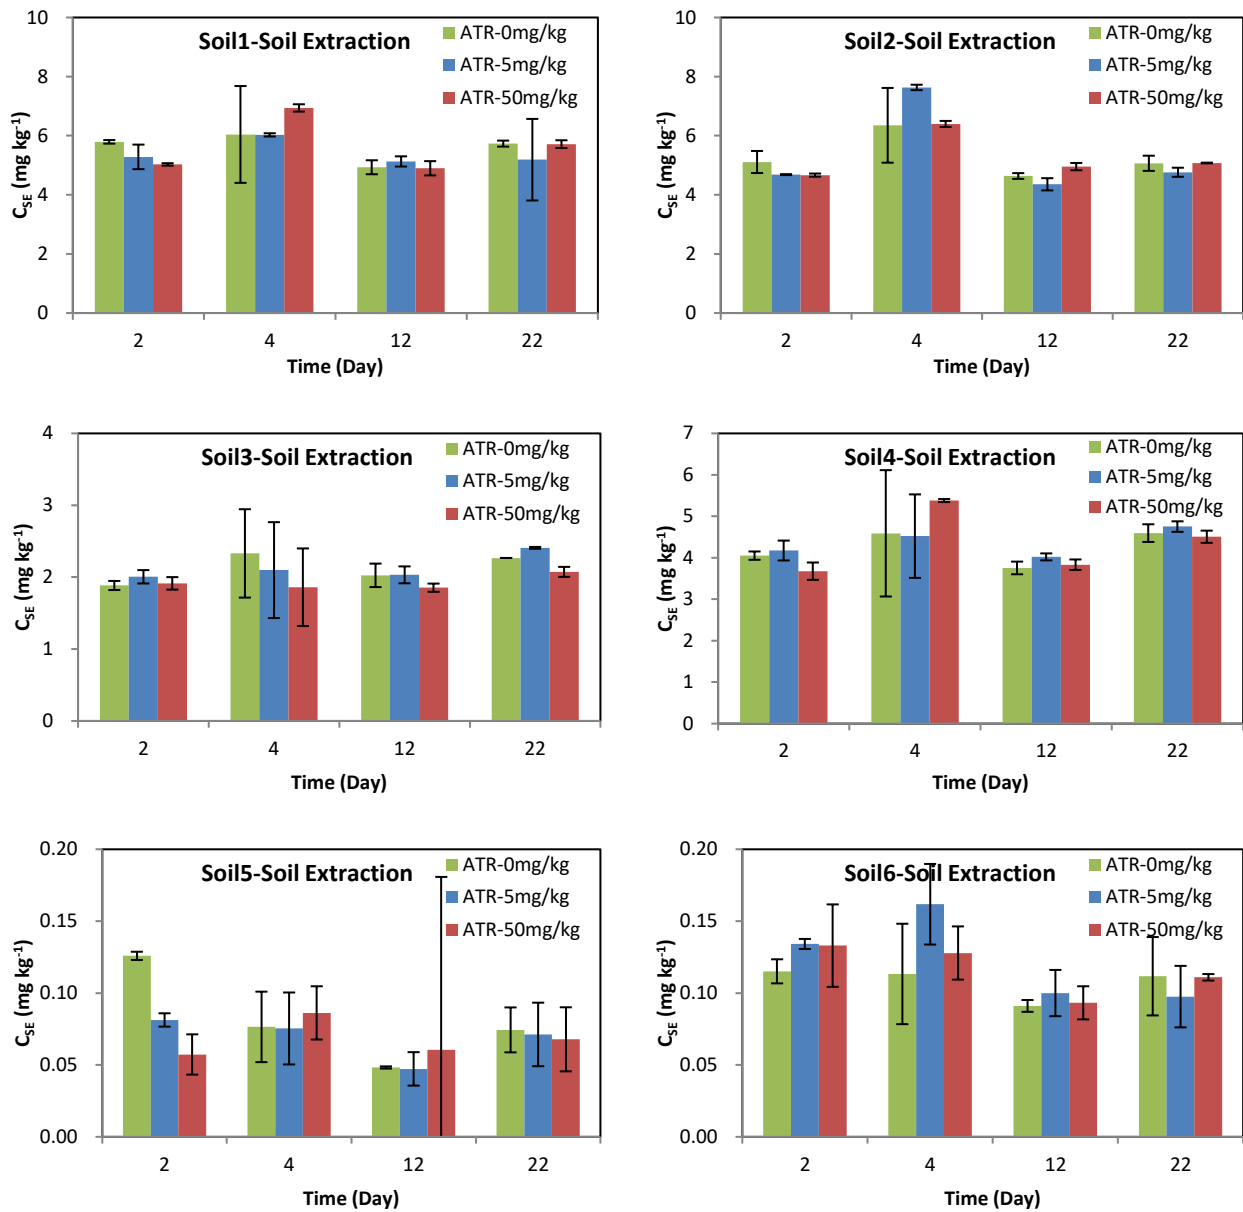 Soil1-Soil Extraction
ATR-0mg/kg
ATR-5mg/kg
ATR-50mg/kg
10
8
6
4
2
0
C_SE (mg kg⁻¹)
2 4 12 22
Time (Day)
Soil2-Soil Extraction
ATR-0mg/kg
ATR-5mg/kg
ATR-50mg/kg
10
8
6
4
2
0
C_SE (mg kg⁻¹)
2 4 12 22
Time (Day)
Soil3-Soil Extraction
ATR-0mg/kg
ATR-5mg/kg
ATR-50mg/kg
4
3
2
1
0
C_SE (mg kg⁻¹)
2 4 12 22
Time (Day)
Soil4-Soil Extraction
ATR-0mg/kg
ATR-5mg/kg
ATR-50mg/kg
7
6
5
4
3
2
1
0
C_SE (mg kg⁻¹)
2 4 12 22
Time (Day)
Soil5-Soil Extraction
ATR-0mg/kg
ATR-5mg/kg
ATR-50mg/kg
0.20
0.15
0.10
0.05
0.00
C_SE (mg kg⁻¹)
2 4 12 22
Time (Day)
Soil6-Soil Extraction
ATR-0mg/kg
ATR-5mg/kg
ATR-50mg/kg
0.20
0.15
0.10
0.05
0.00
C_SE (mg kg⁻¹)
2 4 12 22
Time (Day)